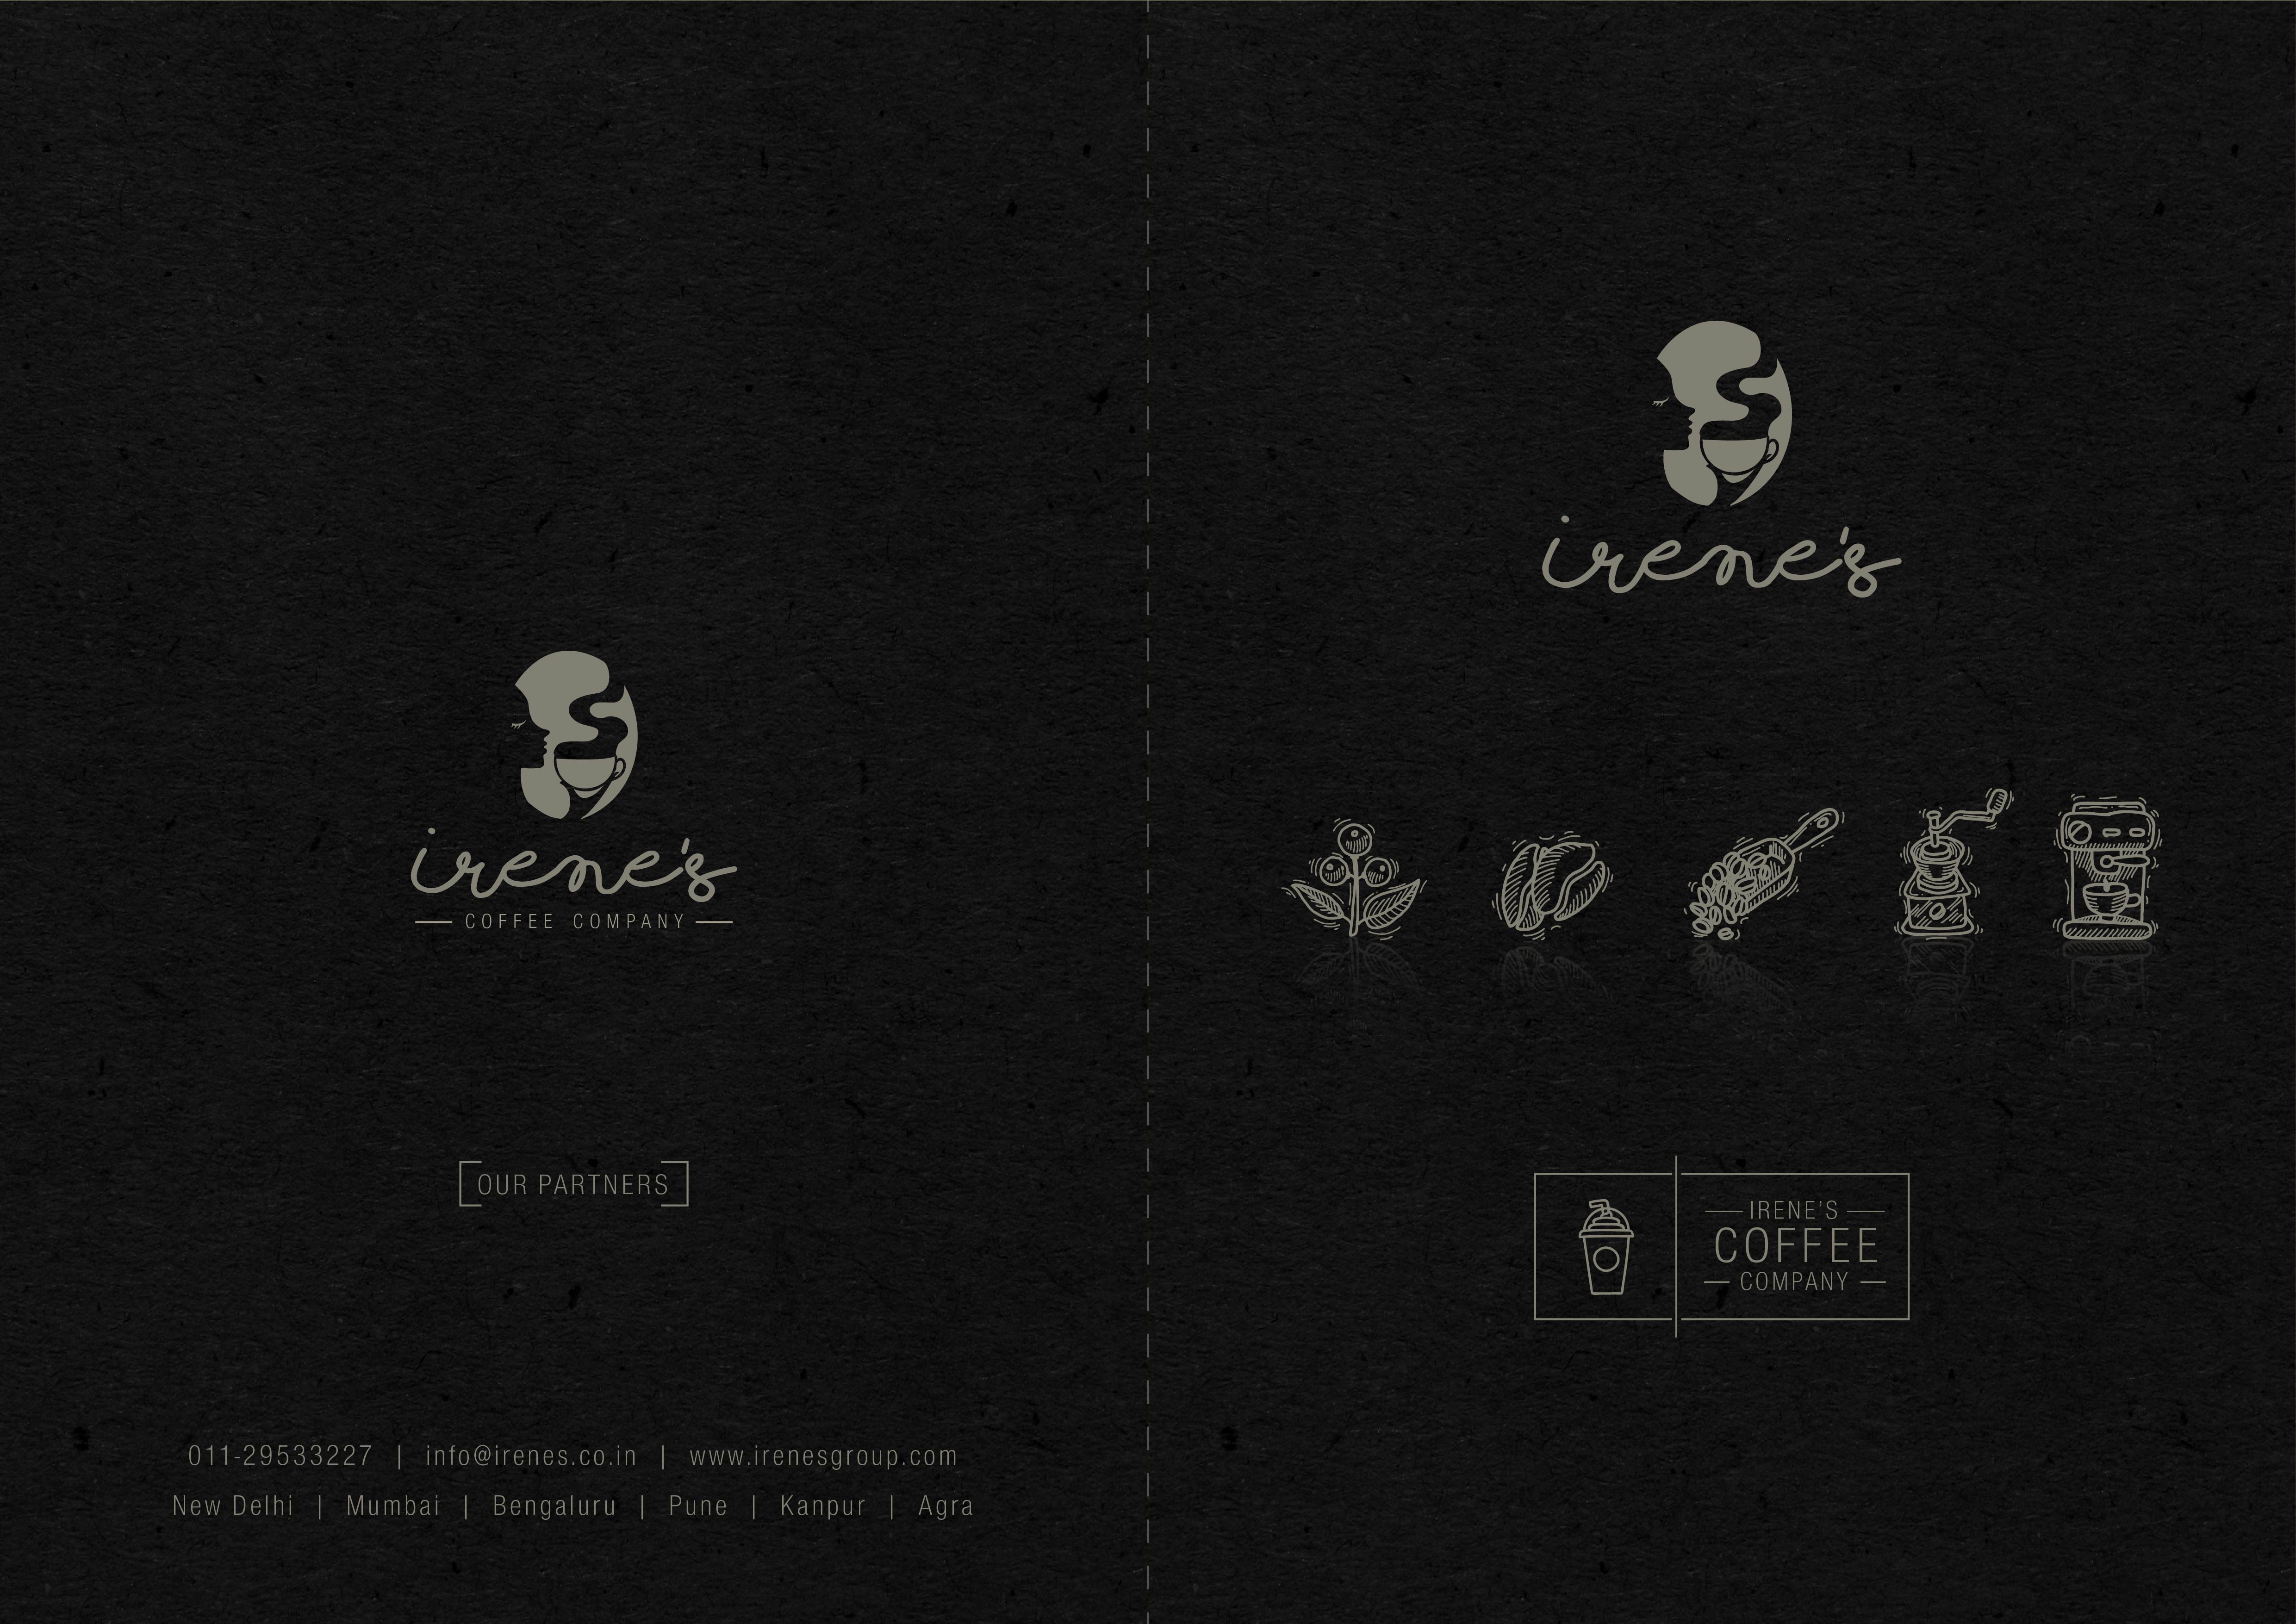 irene's
COFFEE COMPANY
OUR PARTNERS
011-29533227 | info@irenes.co.in | www.irenesgroup.com
New Delhi | Mumbai | Bengaluru | Pune | Kanpur | Agra
irene's
IRENE'S
COFFEE
COMPANY